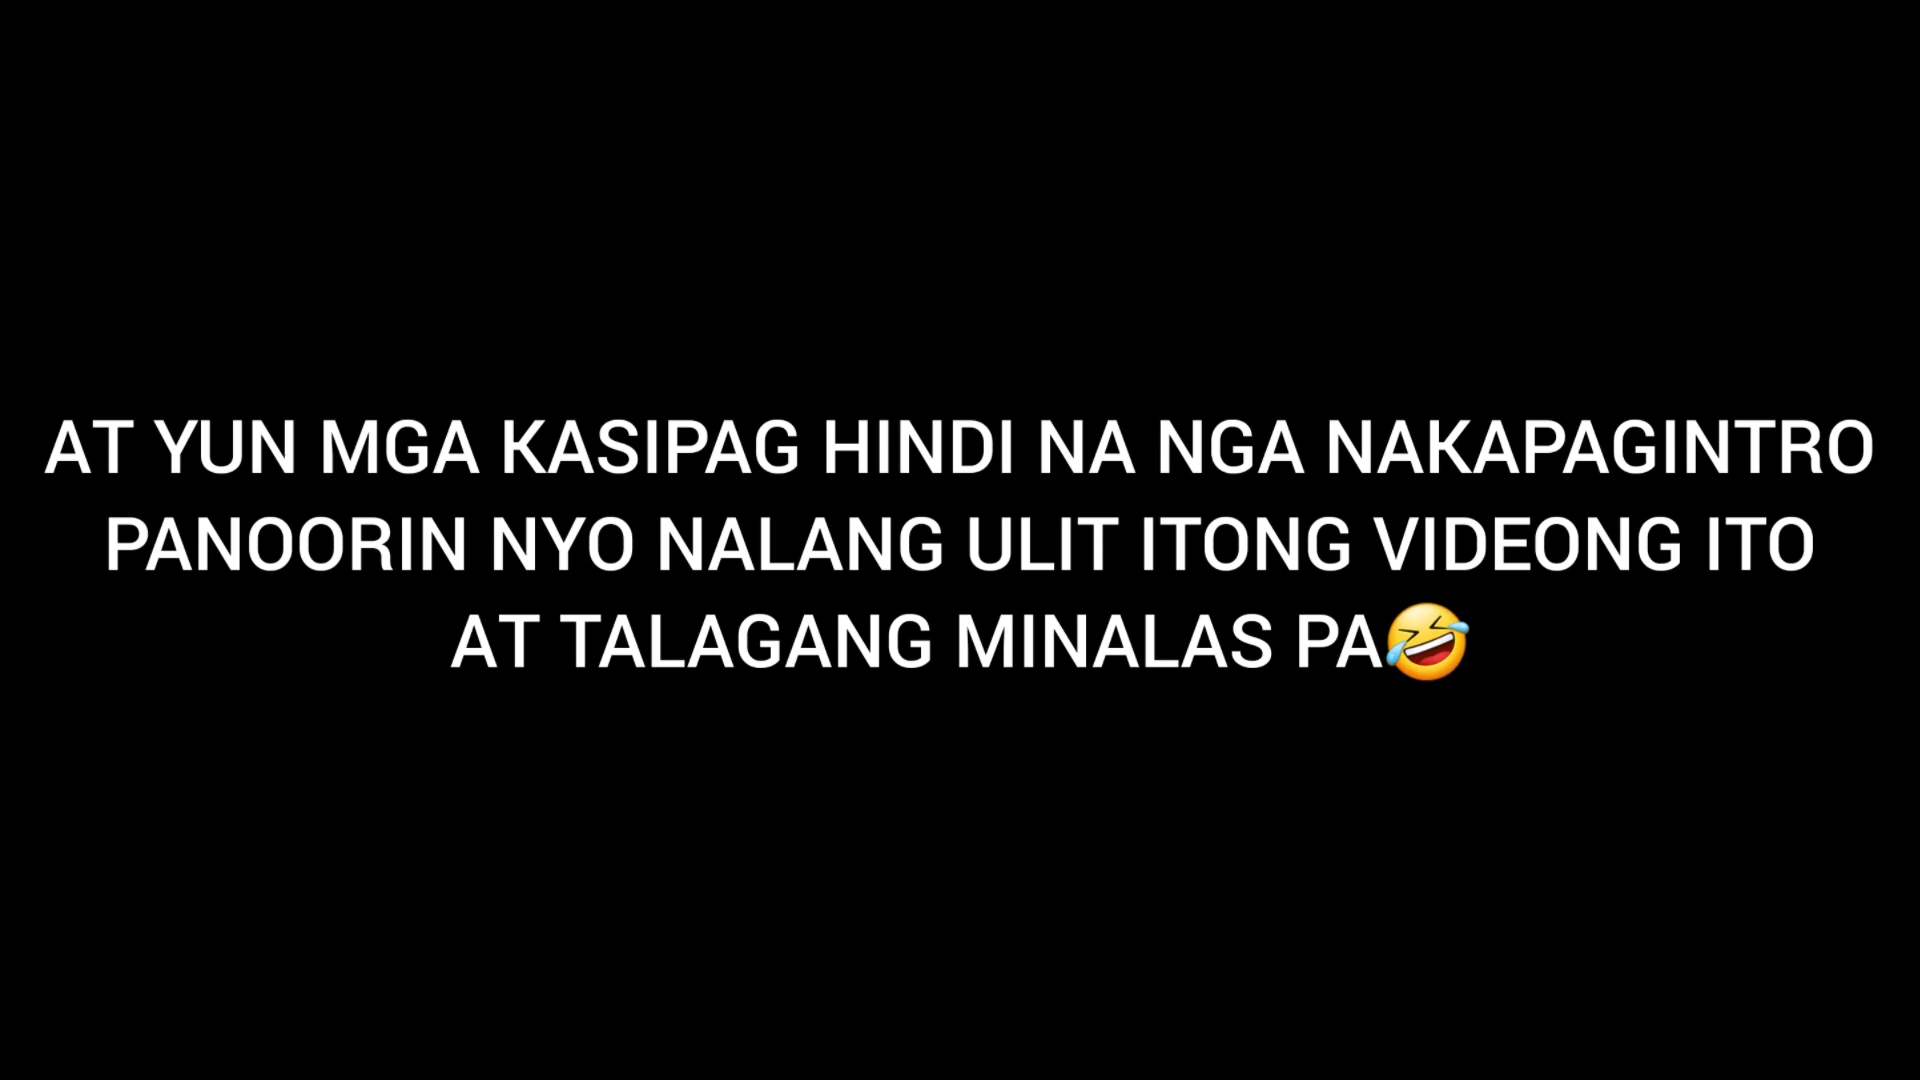 AT YUN MGA KASIPAG HINDI NA NGA NAKAPAGINTRO
PANOORIN NYO NALANG ULIT ITONG VIDEONG ITO
AT TALAGANG MINALAS PA🤣